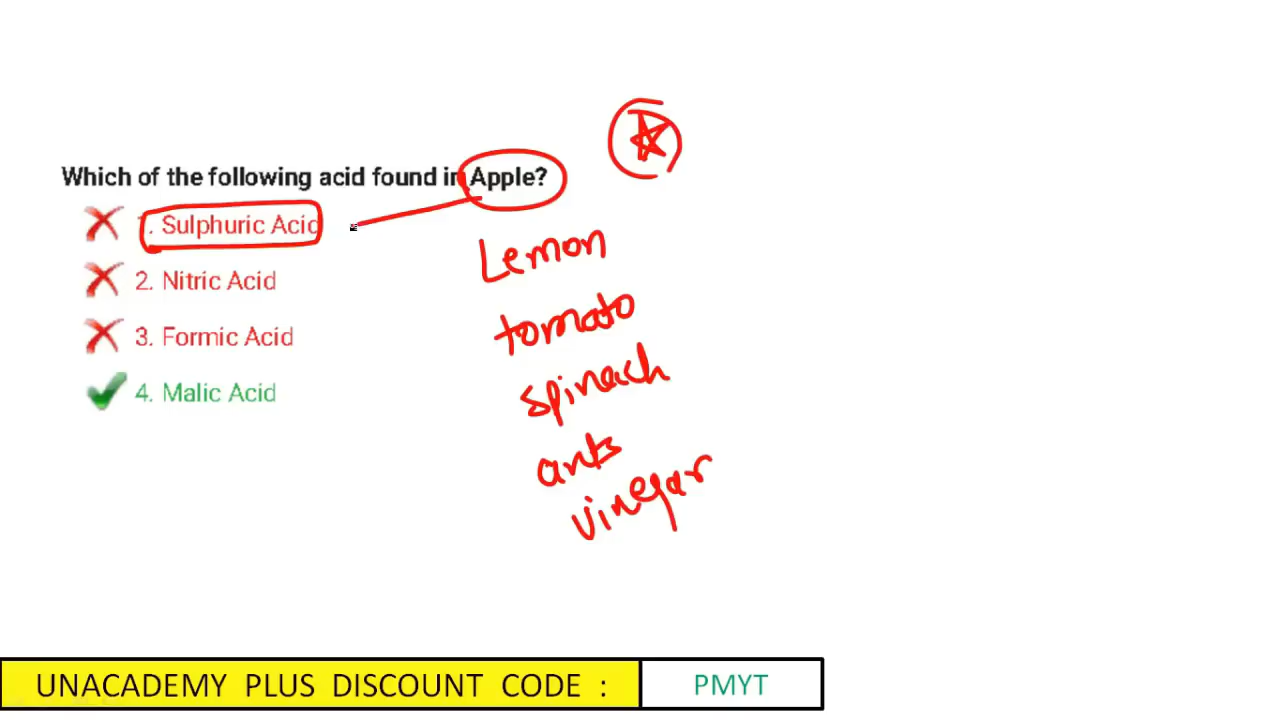 Which of the following acid found in Apple?
1. Sulphuric Acid
2. Nitric Acid
3. Formic Acid
4. Malic Acid
Lemon
tomato
spinach
ants
vinegar
UNACADEMY PLUS DISCOUNT CODE : PMYT